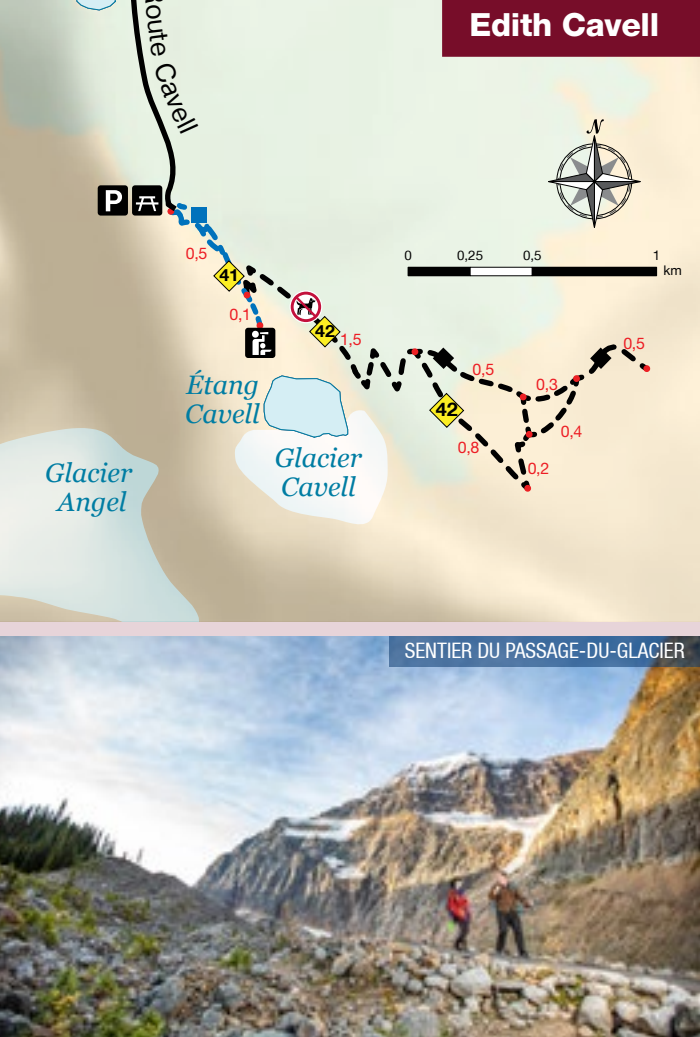 Edith Cavell
Route Cavell
N
P
0 0,25 0,5 1
km
0,5
41
0,1
42
1,5
0,5
0,3
0,5
42
0,4
0,8
0,2
Étang
Cavell
Glacier
Cavell
Glacier
Angel
SENTIER DU PASSAGE-DU-GLACIER